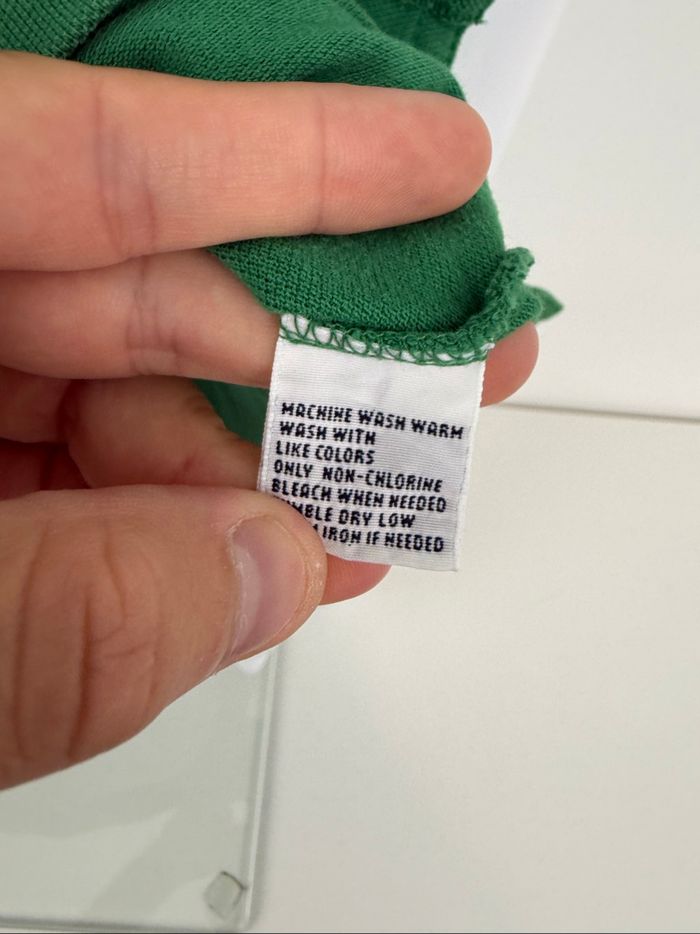 MACHINE WASH WARM
WASH WITH
LIKE COLORS
ONLY NON-CHLORINE
BLEACH WHEN NEEDED
DRY LOW
IRON IF NEEDED